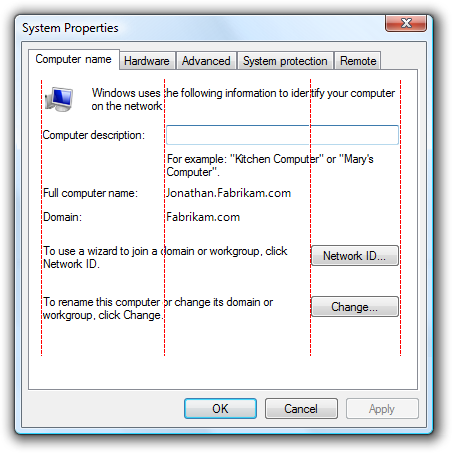 System Properties
Computer name Hardware Advanced System protection Remote
Windows uses the following information to identify your computer
on the network
Computer description:
For example: "Kitchen Computer" or "Mary's
Computer".
Full computer name: Jonathan.Fabrikam.com
Domain: Fabrikam.com
To use a wizard to join a domain or workgroup, click
Network ID.
Network ID...
To rename this computer or change its domain or
workgroup, click Change.
Change...
OK Cancel Apply